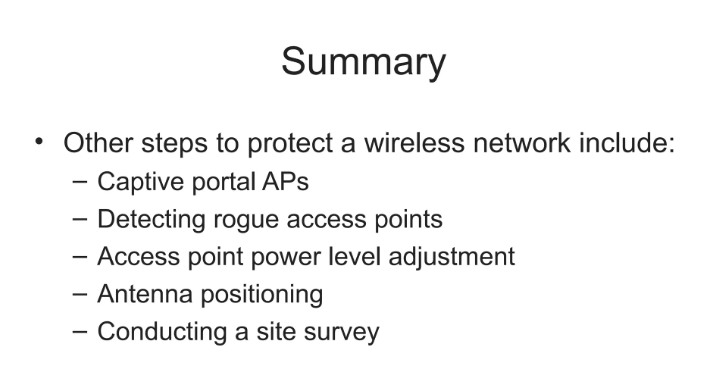 Summary
• Other steps to protect a wireless network include:
– Captive portal APs
– Detecting rogue access points
– Access point power level adjustment
– Antenna positioning
– Conducting a site survey